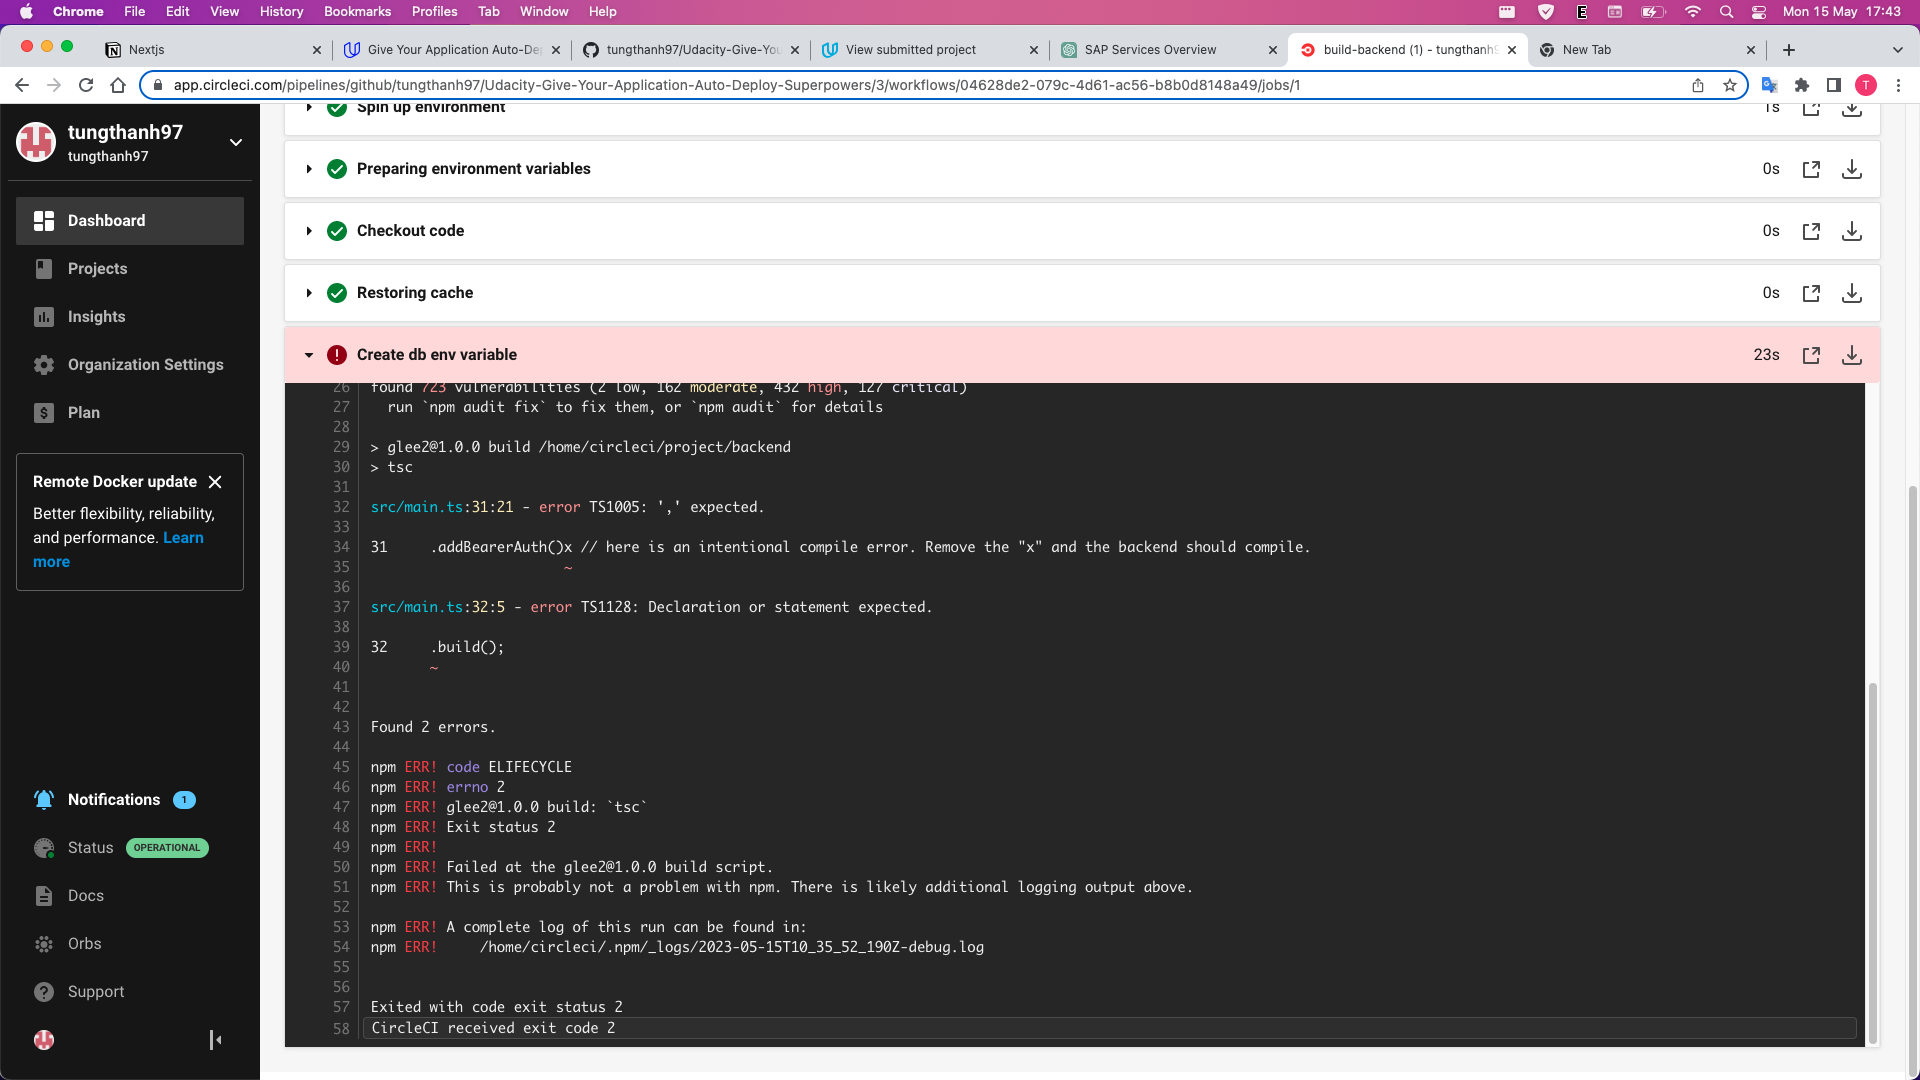 Chrome File Edit View History Bookmarks Profiles Tab Window Help
E
Mon 15 May 17:43
Nextjs
Give Your Application Auto-De
tungthanh97/Udacity-Give-You
View submitted project
SAP Services Overview
build-backend (1) - tungthanh9
New Tab
app.circleci.com/pipelines/github/tungthanh97/Udacity-Give-Your-Application-Auto-Deploy-Superpowers/3/workflows/04628de2-079c-4d61-ac56-b8b0d8148a49/jobs/1
T
tungthanh97
tungthanh97
Dashboard
Projects
Insights
Organization Settings
Plan
Remote Docker update
Better flexibility, reliability,
and performance. Learn
more
Notifications 1
Status OPERATIONAL
Docs
Orbs
Support
Spin up environment 1s
Preparing environment variables 0s
Checkout code 0s
Restoring cache 0s
Create db env variable 23s
26 found 723 vulnerabilities (2 low, 162 moderate, 432 high, 127 critical)
27 run `npm audit fix` to fix them, or `npm audit` for details
28
29 > glee2@1.0.0 build /home/circleci/project/backend
30 > tsc
31
32 src/main.ts:31:21 - error TS1005: ',' expected.
33
34 31 .addBearerAuth()x // here is an intentional compile error. Remove the "x" and the backend should compile.
35 ~
36
37 src/main.ts:32:5 - error TS1128: Declaration or statement expected.
38
39 32 .build();
40 ~
41
42
43 Found 2 errors.
44
45 npm ERR! code ELIFECYCLE
46 npm ERR! errno 2
47 npm ERR! glee2@1.0.0 build: `tsc`
48 npm ERR! Exit status 2
49 npm ERR!
50 npm ERR! Failed at the glee2@1.0.0 build script.
51 npm ERR! This is probably not a problem with npm. There is likely additional logging output above.
52
53 npm ERR! A complete log of this run can be found in:
54 npm ERR! /home/circleci/.npm/_logs/2023-05-15T10_35_52_190Z-debug.log
55
56
57 Exited with code exit status 2
58 CircleCI received exit code 2